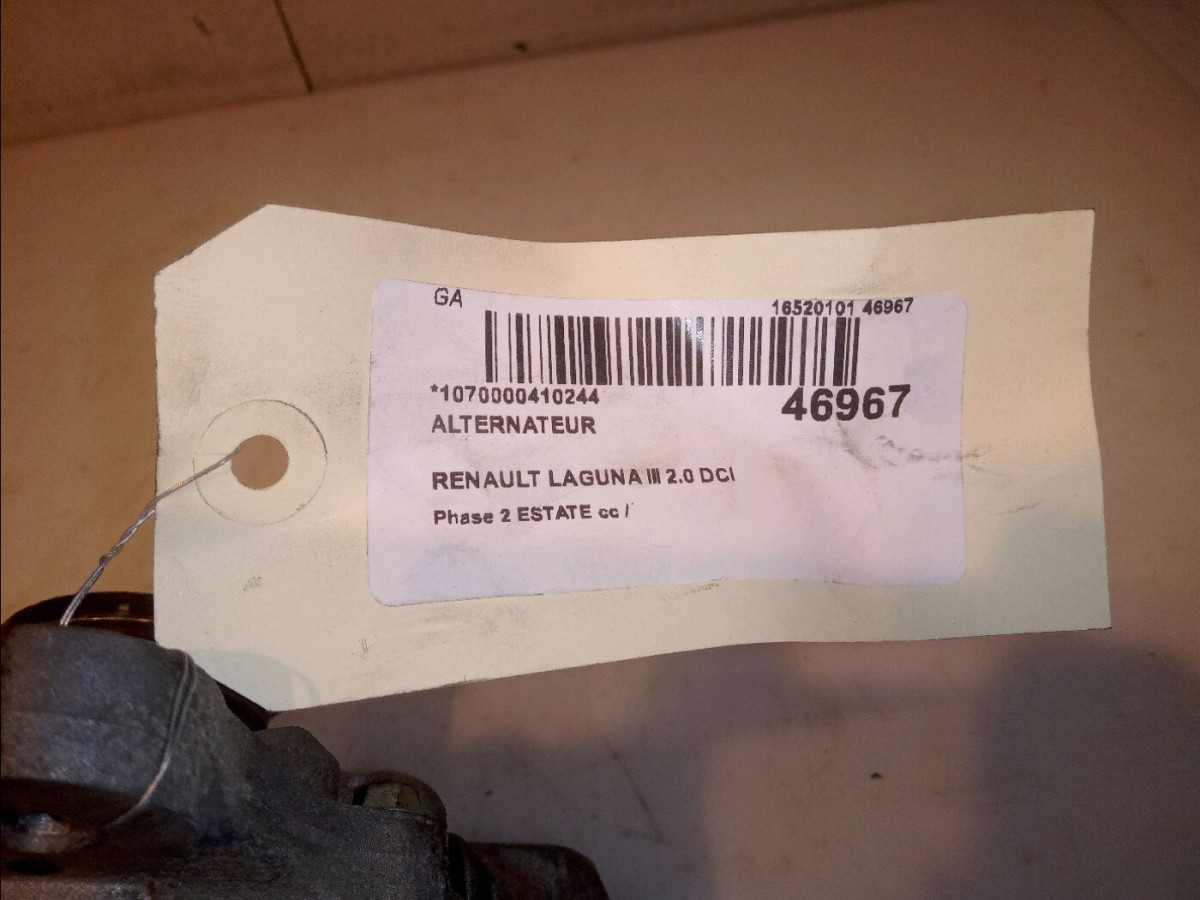 GA 16520101 46967
*1070000410244 46967
ALTERNATEUR
RENAULT LAGUNA III 2.0 DCI
Phase 2 ESTATE cc /